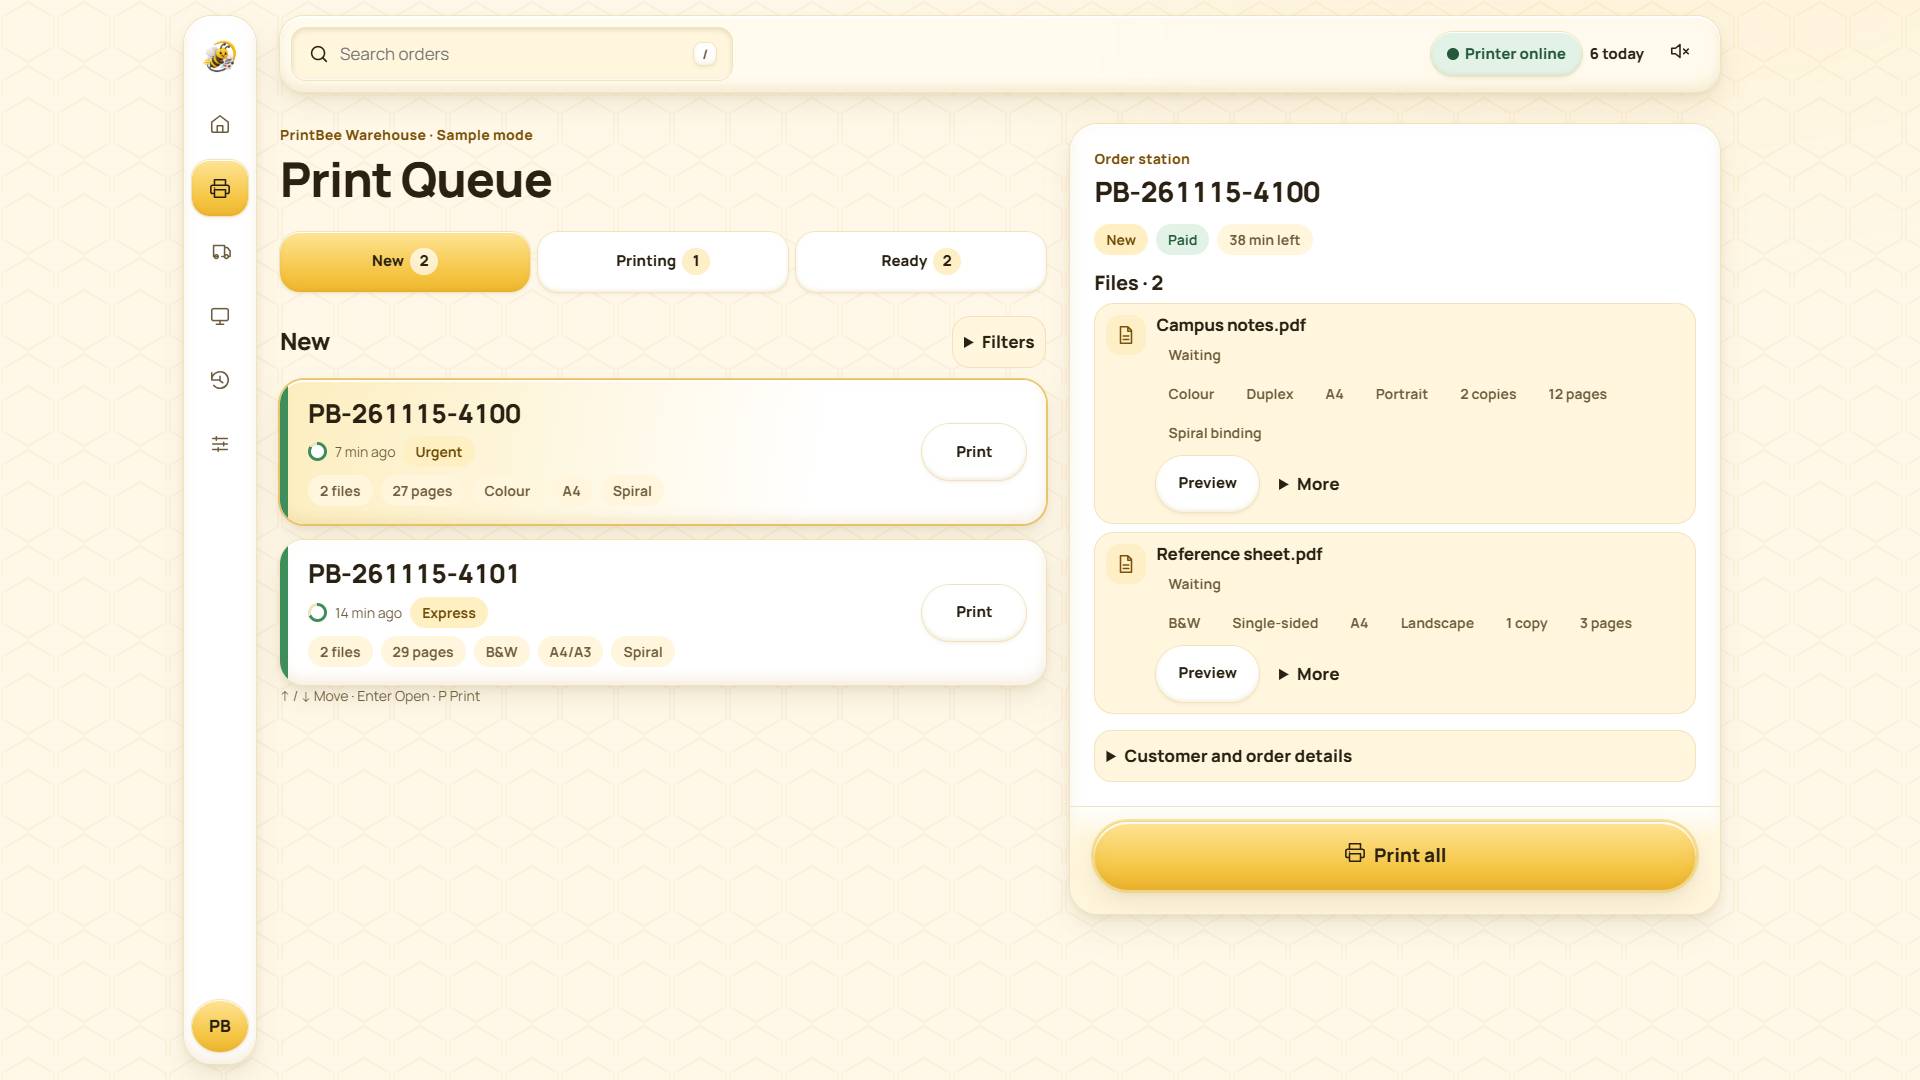 Search orders
/
Printer online
6 today
PrintBee Warehouse · Sample mode
Print Queue
New 2
Printing 1
Ready 2
New
▶ Filters
PB-261115-4100
7 min ago Urgent
2 files 27 pages Colour A4 Spiral
Print
PB-261115-4101
14 min ago Express
2 files 29 pages B&W A4/A3 Spiral
Print
↑ / ↓ Move · Enter Open · P Print
Order station
PB-261115-4100
New Paid 38 min left
Files · 2
Campus notes.pdf
Waiting
Colour Duplex A4 Portrait 2 copies 12 pages
Spiral binding
Preview ▶ More
Reference sheet.pdf
Waiting
B&W Single-sided A4 Landscape 1 copy 3 pages
Preview ▶ More
▶ Customer and order details
Print all
PB